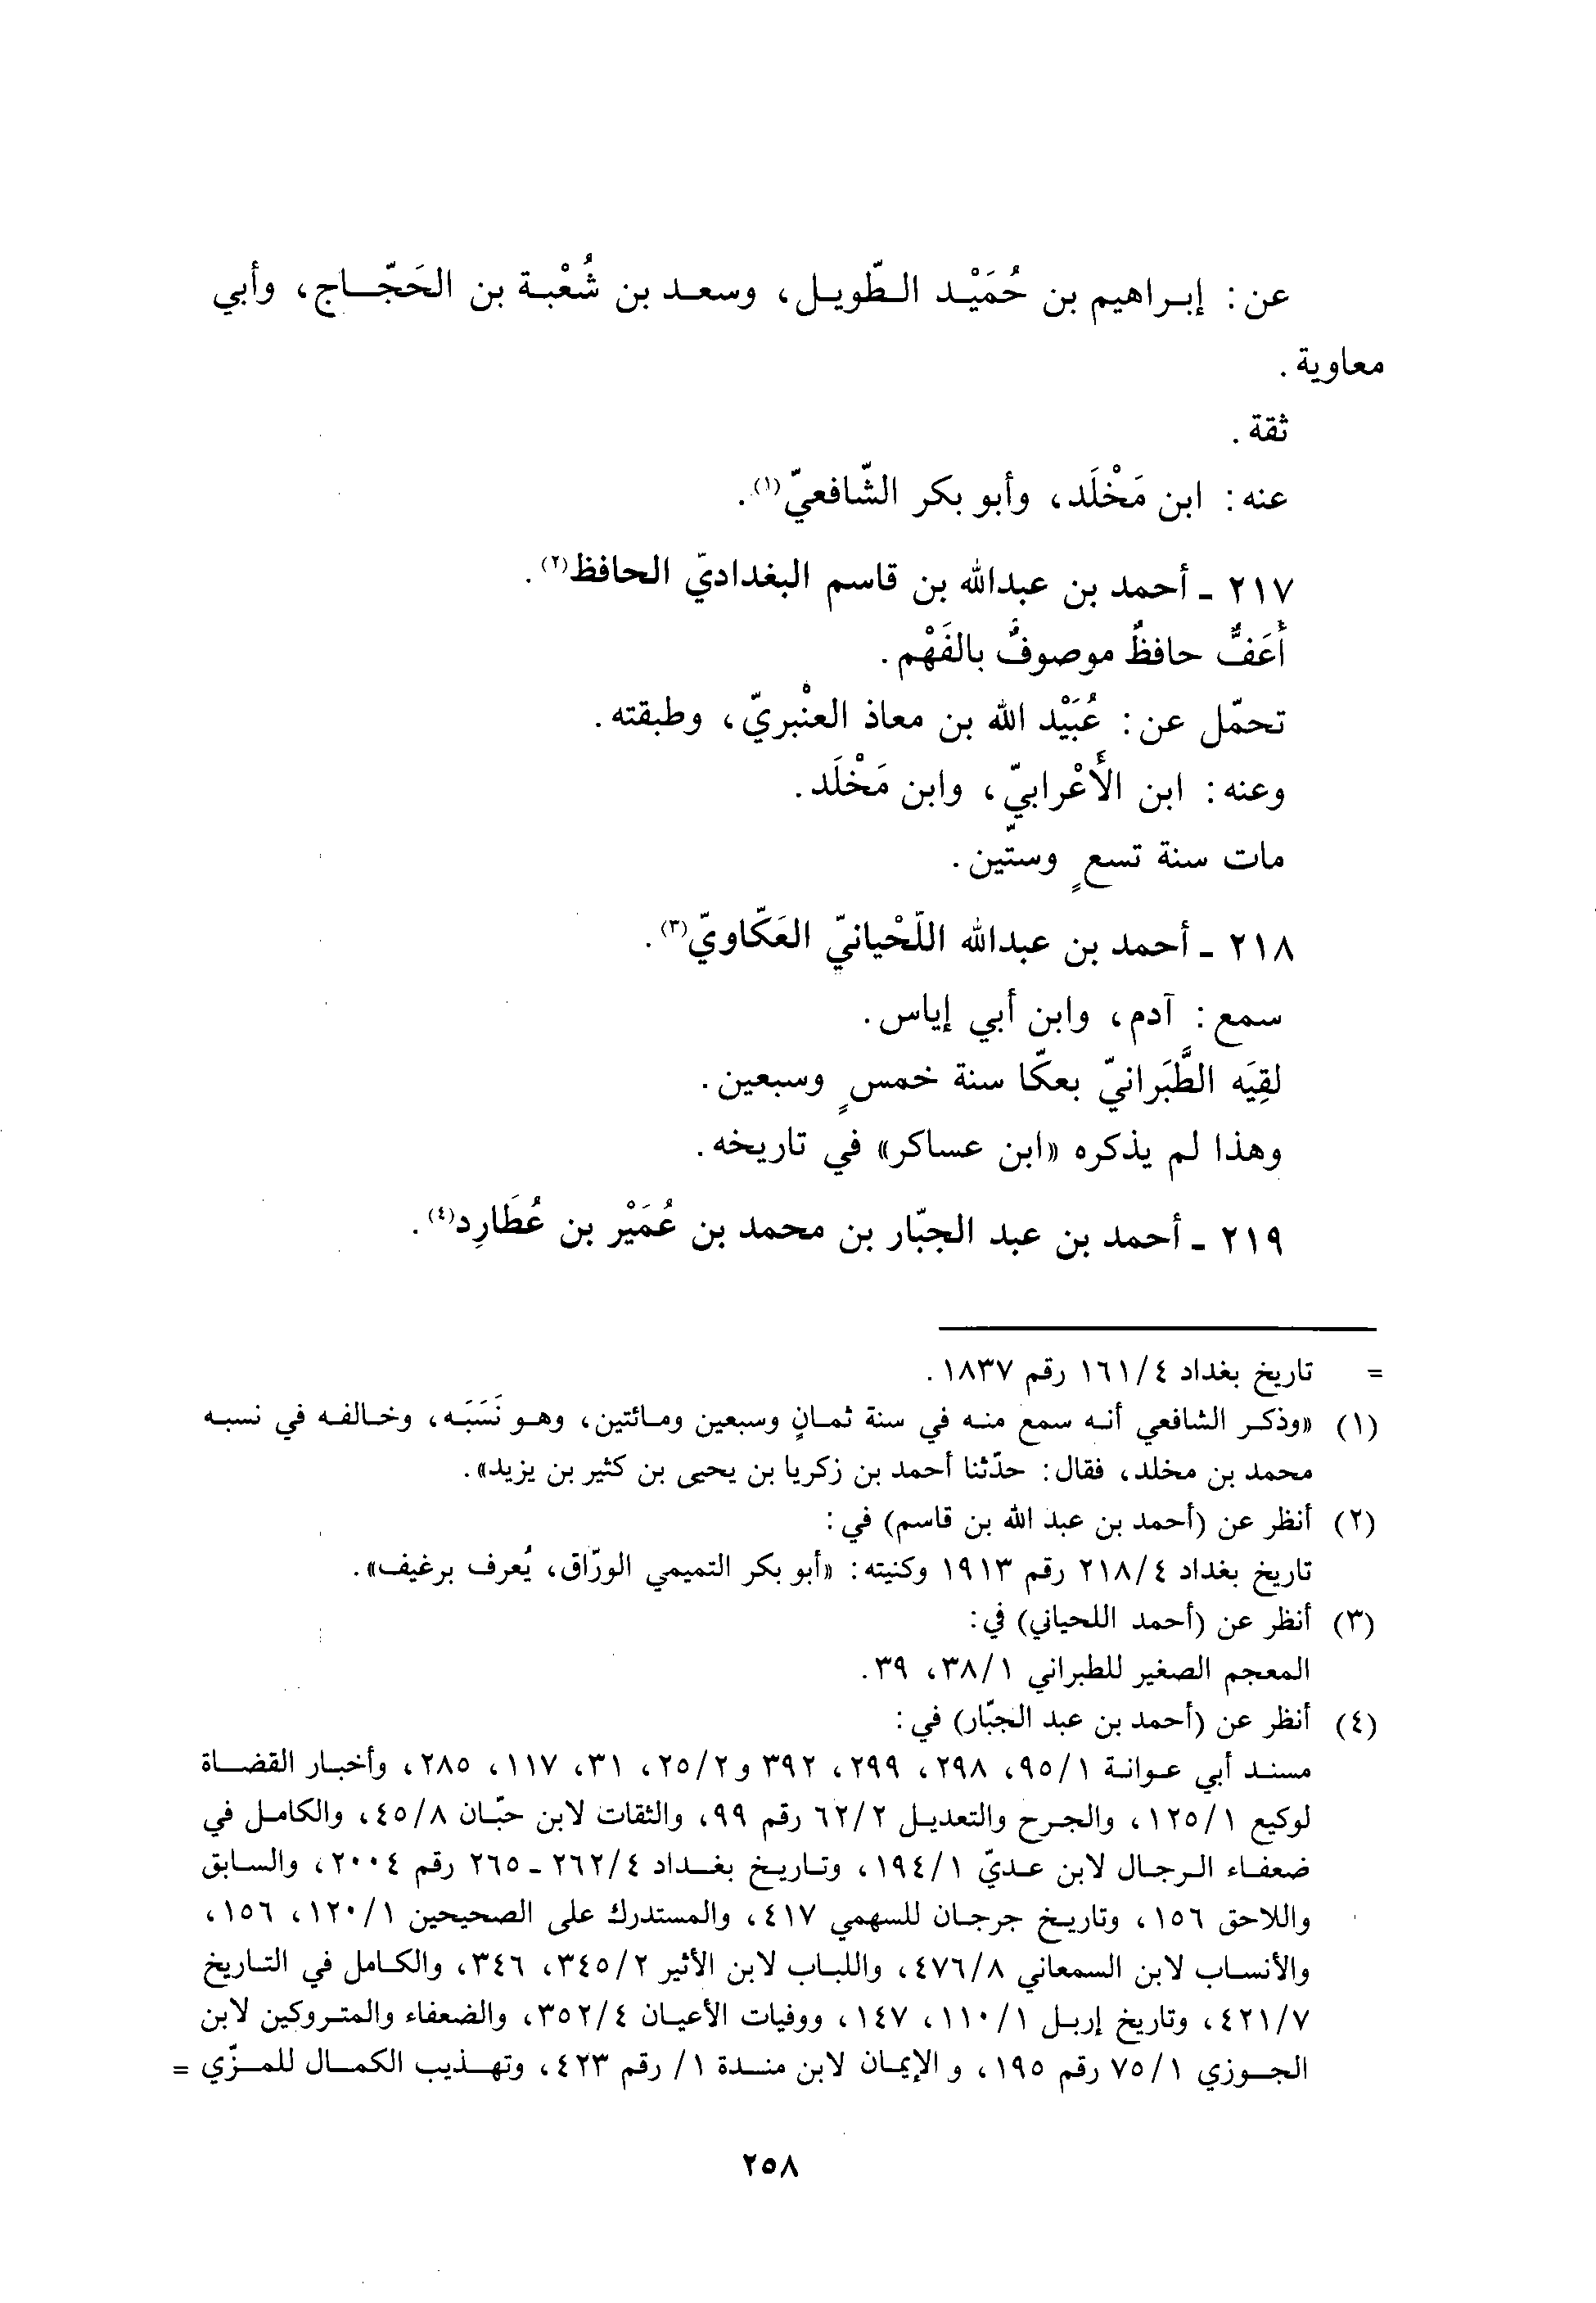 عن: إبراهيم بن حُمَيْد الطّويل، وسعد بن شُعْبة بن الحَجّاج، وأبي
معاوية.
ثقة.
عنه: ابن مَخْلَد، وأبو بكر الشّافعيّ(١).
٢١٧ - أحمد بن عبدالله بن قاسم البغداديّ الحافظ(٢).
أَعَفُّ حافظٌ موصوفٌ بالفَهْم.
تحمّل عن: عُبَيْد الله بن معاذ العنْبريّ، وطبقته.
وعنه: ابن الأَعْرابيّ، وابن مَخْلَد.
مات سنة تسعٍ وستّين.
٢١٨ - أحمد بن عبدالله اللّحْيانيّ العَكّاويّ(٣).
سمع: آدم، وابن أبي إياس.
لقِيَه الطَّبَرانيّ بعكّا سنة خمسٍ وسبعين.
وهذا لم يذكره «ابن عساكر» في تاريخه.
٢١٩ - أحمد بن عبد الجبّار بن محمد بن عُمَيْر بن عُطَارِد(٤).
= تاريخ بغداد ١٦١/٤ رقم ١٨٣٧.
(١) «وذكر الشافعي أنه سمع منه في سنة ثمانٍ وسبعين ومائتين، وهو نَسَبَه، وخالفه في نسبه
محمد بن مخلد، فقال: حدّثنا أحمد بن زكريا بن يحيى بن كثير بن يزيد».
(٢) أنظر عن (أحمد بن عبد الله بن قاسم) في:
تاريخ بغداد ٢١٨/٤ رقم ١٩١٣ وكنيته: «أبو بكر التميمي الورّاق، يُعرف برغيف».
(٣) أنظر عن (أحمد اللحياني) في:
المعجم الصغير للطبراني ٣٨/١، ٣٩.
(٤) أنظر عن (أحمد بن عبد الجبّار) في:
مسند أبي عوانة ٩٥/١، ٢٩٨، ٢٩٩، ٣٩٢ و٢٥/٢، ٣١، ١١٧، ٢٨٥، وأخبار القضاة
لوكيع ١٢٥/١، والجرح والتعديل ٦٢/٢ رقم ٩٩، والثقات لابن حبّان ٤٥/٨، والكامل في
ضعفاء الرجال لابن عديّ ١٩٤/١، وتاريخ بغداد ٢٦٢/٤ - ٢٦٥ رقم ٢٠٠٤، والسابق
واللاحق ١٥٦، وتاريخ جرجان للسهمي ٤١٧، والمستدرك على الصحيحين ١٢٠/١، ١٥٦،
والأنساب لابن السمعاني ٤٧٦/٨، واللباب لابن الأثير ٣٤٥/٢، ٣٤٦، والكامل في التاريخ
٤٢١/٧، وتاريخ إربل ١١٠/١، ١٤٧، ووفيات الأعيان ٣٥٢/٤، والضعفاء والمتروكين لابن
الجوزي ٧٥/١ رقم ١٩٥، و الإيمان لابن مندة ١/ رقم ٤٢٣، وتهذيب الكمال للمزّي =
٢٥٨